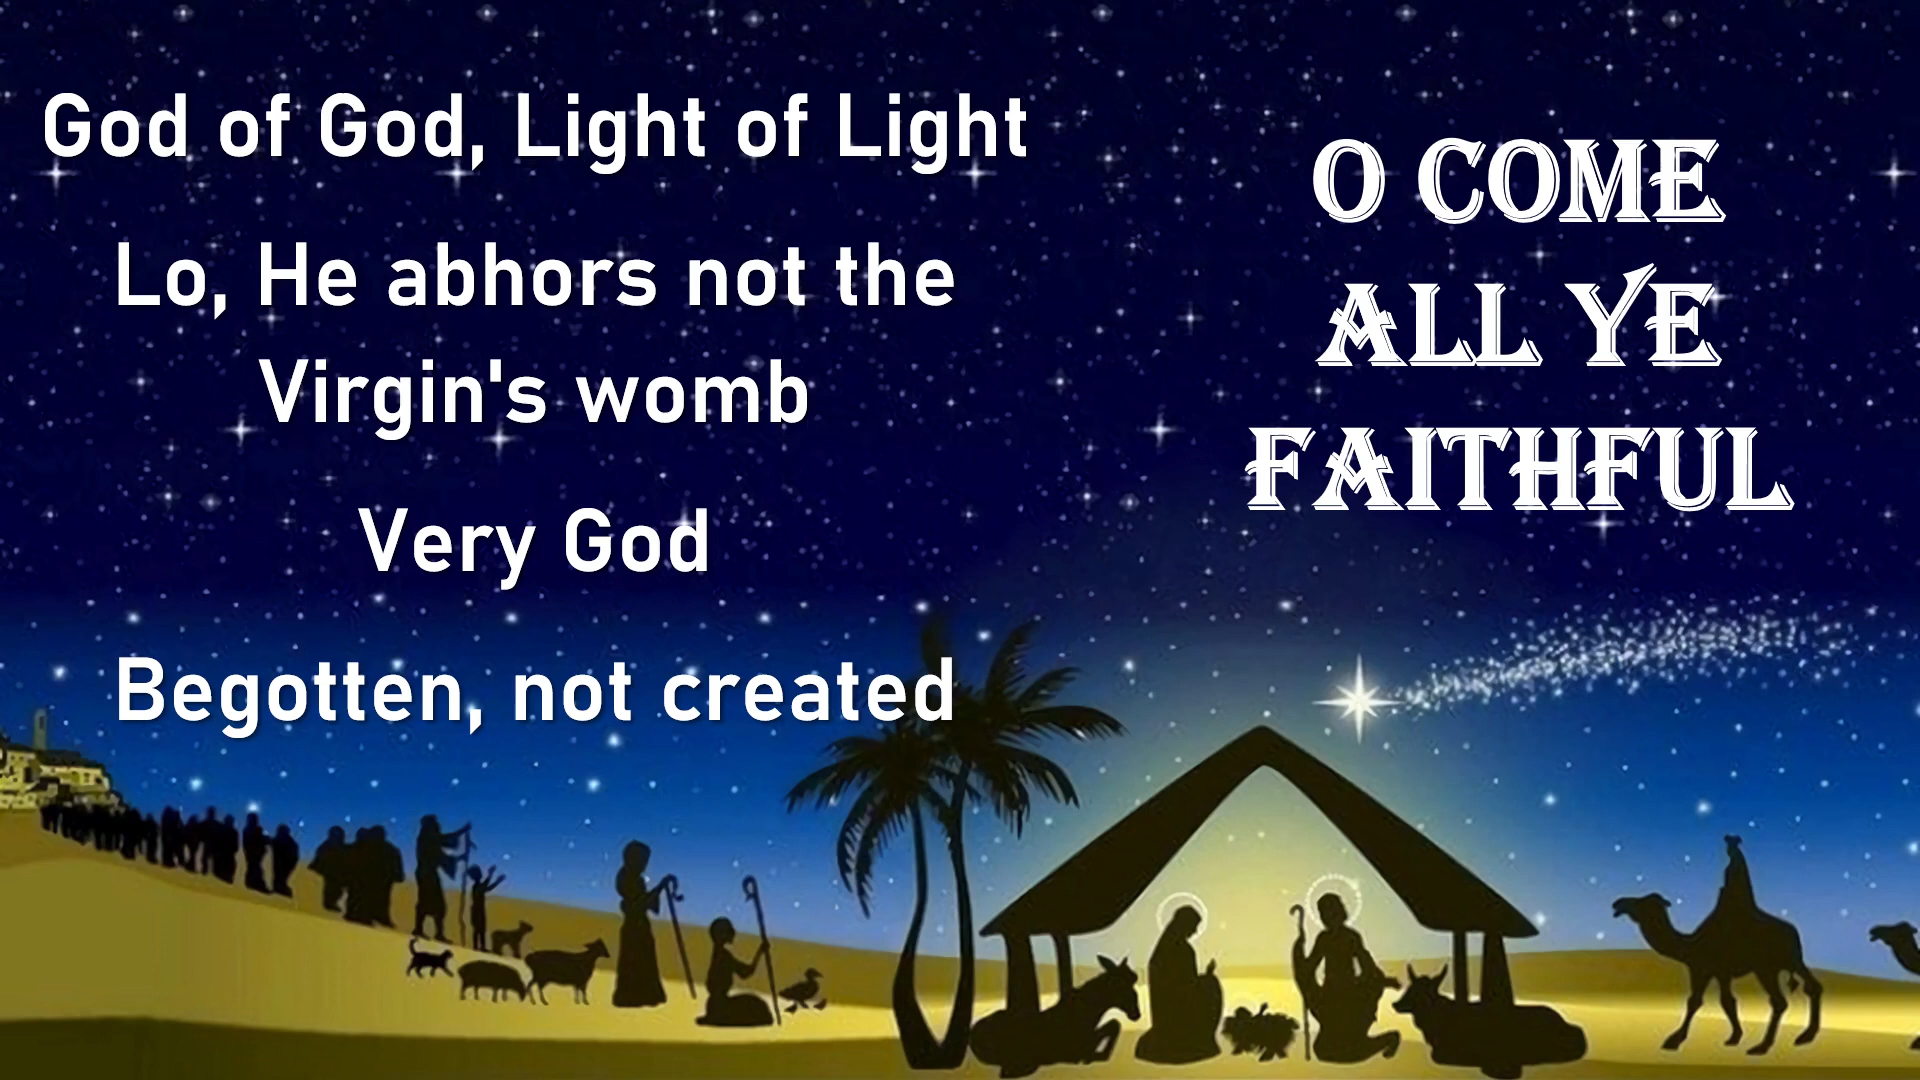 God of God, Light of Light
Lo, He abhors not the
Virgin's womb
Very God
Begotten, not created
O COME
ALL YE
FAITHFUL